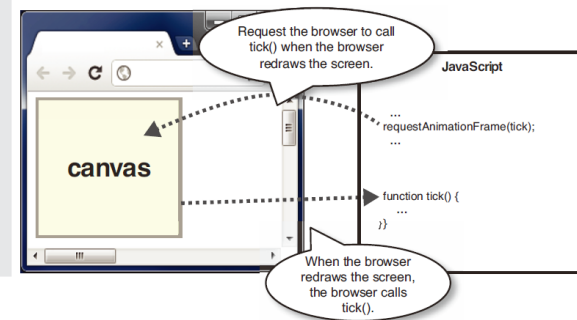 Request the browser to call
tick() when the browser
redraws the screen.
JavaScript
...
requestAnimationFrame(tick);
...
canvas
function tick() {
...
}}
When the browser
redraws the screen,
the browser calls
tick().